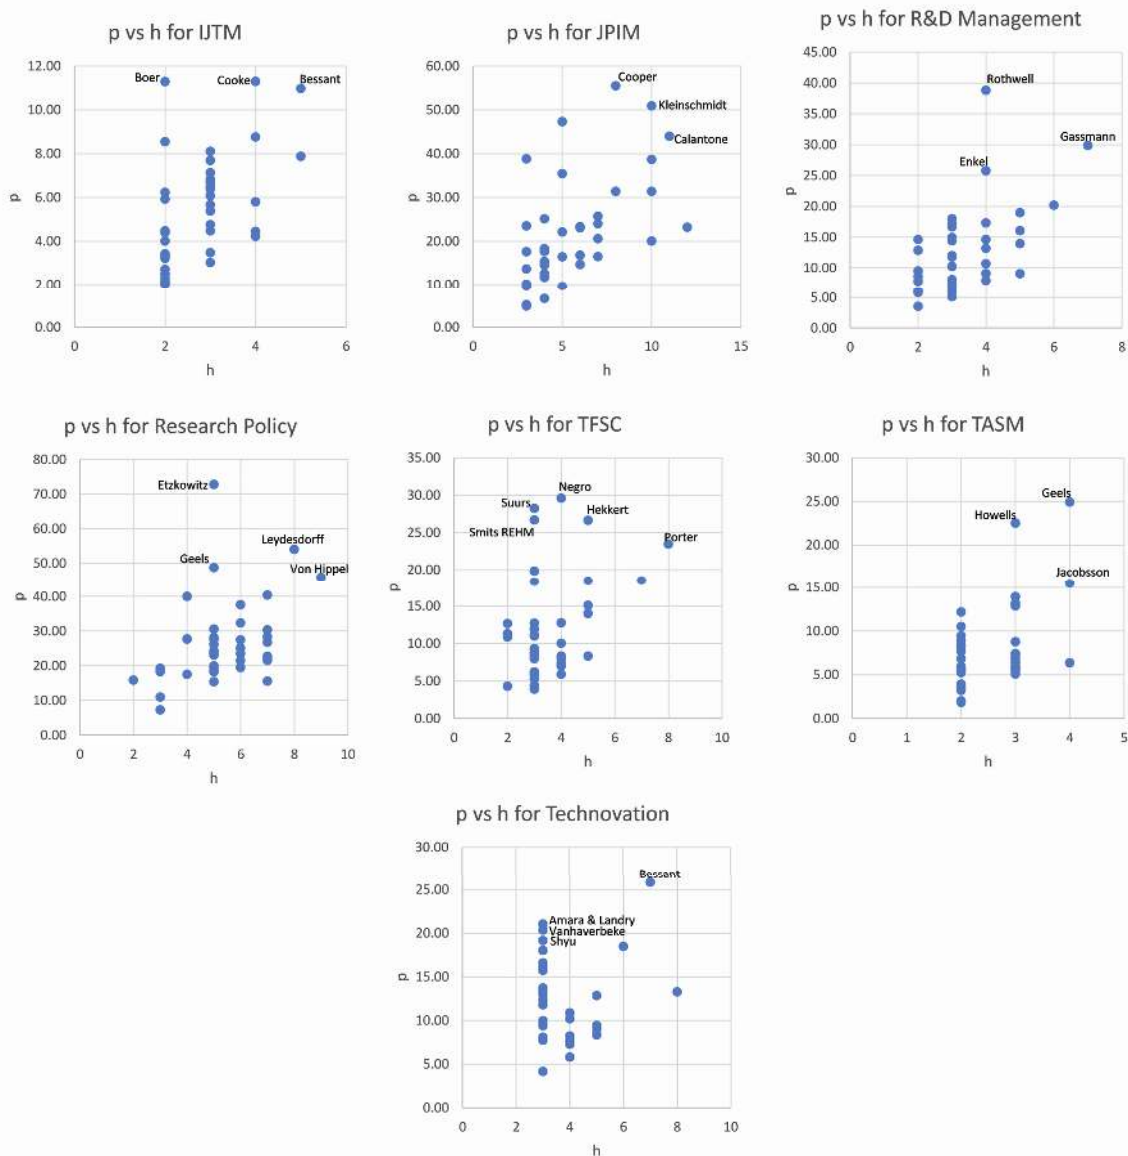 p vs h for IJTM
12.00
10.00
8.00
6.00
4.00
2.00
0.00
p
Boer
Cooke
Bessant
0 2 4 6
h
p vs h for JPIM
60.00
50.00
40.00
30.00
20.00
10.00
0.00
p
Cooper
Kleinschmidt
Calantone
0 5 10 15
h
p vs h for R&D Management
45.00
40.00
35.00
30.00
25.00
20.00
15.00
10.00
5.00
0.00
p
Rothwell
Gassmann
Enkel
0 2 4 6 8
h
p vs h for Research Policy
80.00
70.00
60.00
50.00
40.00
30.00
20.00
10.00
0.00
p
Etzkowitz
Leydesdorff
Geels
Von Hippel
0 2 4 6 8 10
h
p vs h for TFSC
35.00
30.00
25.00
20.00
15.00
10.00
5.00
0.00
p
Negro
Suurs
Hekkert
Smits REHM
Porter
0 2 4 6 8 10
h
p vs h for TASM
30.00
25.00
20.00
15.00
10.00
5.00
0.00
p
Geels
Howells
Jacobsson
0 1 2 3 4 5
h
p vs h for Technovation
30.00
25.00
20.00
15.00
10.00
5.00
0.00
p
Bessant
Amara & Landry
Vanhaverbeke
Shyu
0 2 4 6 8 10
h